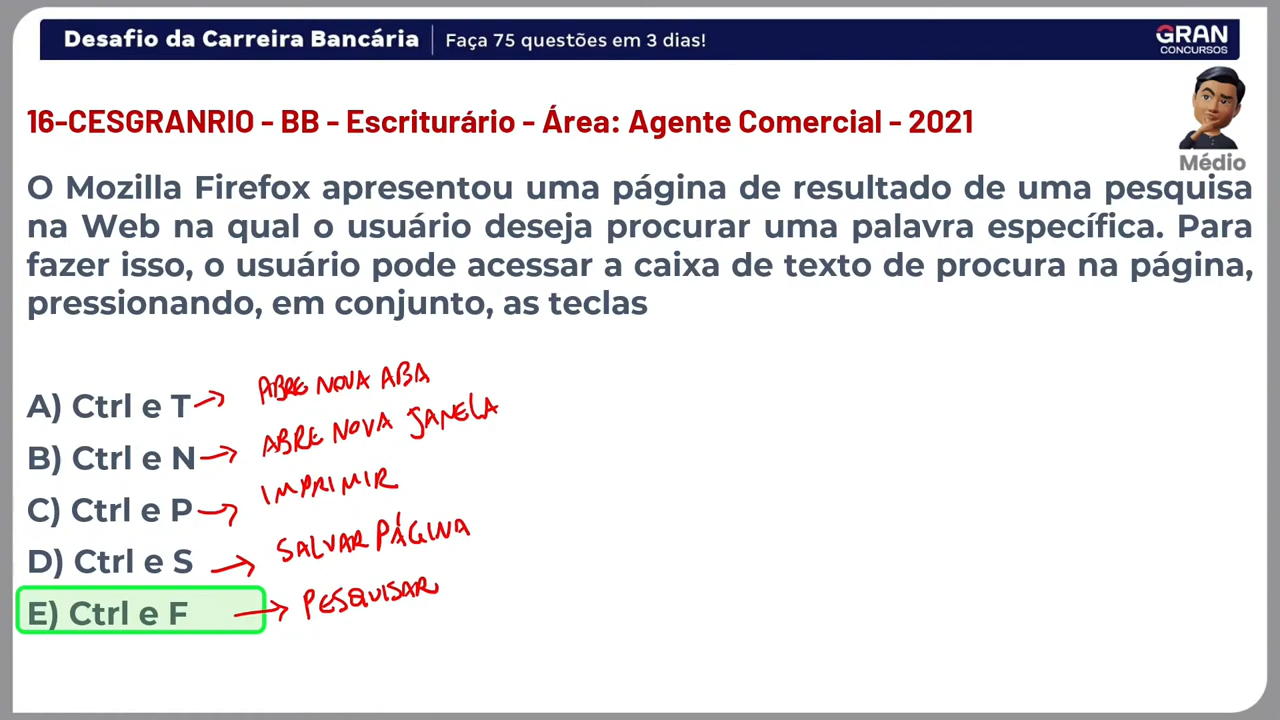 Desafio da Carreira Bancária | Faça 75 questões em 3 dias!
GRAN
CONCURSOS
16-CESGRANRIO - BB - Escriturário - Área: Agente Comercial - 2021
Médio
O Mozilla Firefox apresentou uma página de resultado de uma pesquisa
na Web na qual o usuário deseja procurar uma palavra específica. Para
fazer isso, o usuário pode acessar a caixa de texto de procura na página,
pressionando, em conjunto, as teclas
A) Ctrl e T → ABRE NOVA ABA
B) Ctrl e N → ABRE NOVA JANELA
C) Ctrl e P → IMPRIMIR
D) Ctrl e S → SALVAR PÁGINA
E) Ctrl e F → PESQUISAR